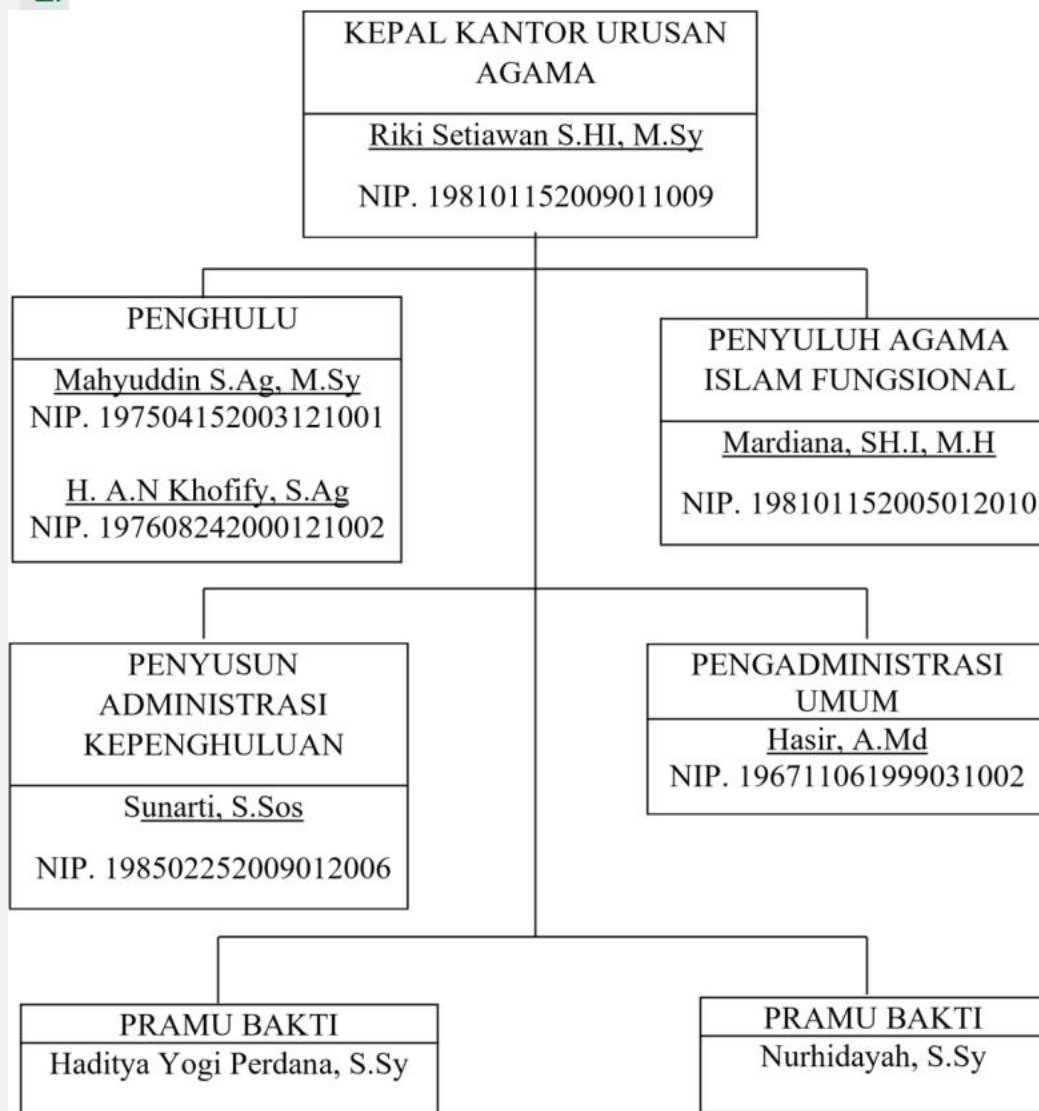 KEPAL KANTOR URUSAN
AGAMA
Riki Setiawan S.HI, M.Sy
NIP. 198101152009011009
PENGHULU
Mahyuddin S.Ag, M.Sy
NIP. 197504152003121001
H. A.N Khofify, S.Ag
NIP. 197608242000121002
PENYULUH AGAMA
ISLAM FUNGSIONAL
Mardiana, SH.I, M.H
NIP. 198101152005012010
PENYUSUN
ADMINISTRASI
KEPENGHULUAN
Sunarti, S.Sos
NIP. 198502252009012006
PENGADMINISTRASI
UMUM
Hasir, A.Md
NIP. 196711061999031002
PRAMU BAKTI
Haditya Yogi Perdana, S.Sy
PRAMU BAKTI
Nurhidayah, S.Sy